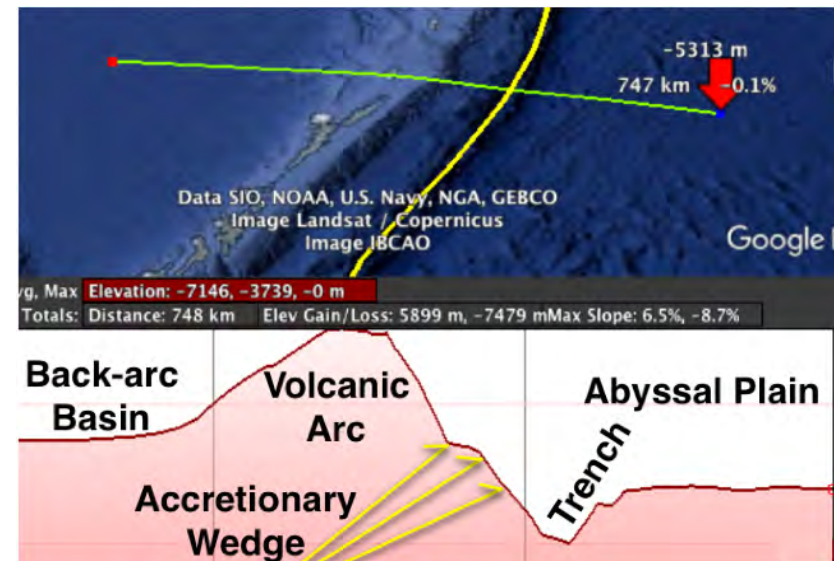 -5313 m
747 km -0.1%
Data SIO, NOAA, U.S. Navy, NGA, GEBCO
Image Landsat / Copernicus
Image IBCAO
Google
vg, Max Elevation: -7146, -3739, -0 m
Totals: Distance: 748 km Elev Gain/Loss: 5899 m, -7479 mMax Slope: 6.5%, -8.7%
Back-arc
Basin
Volcanic
Arc
Abyssal Plain
Trench
Accretionary
Wedge